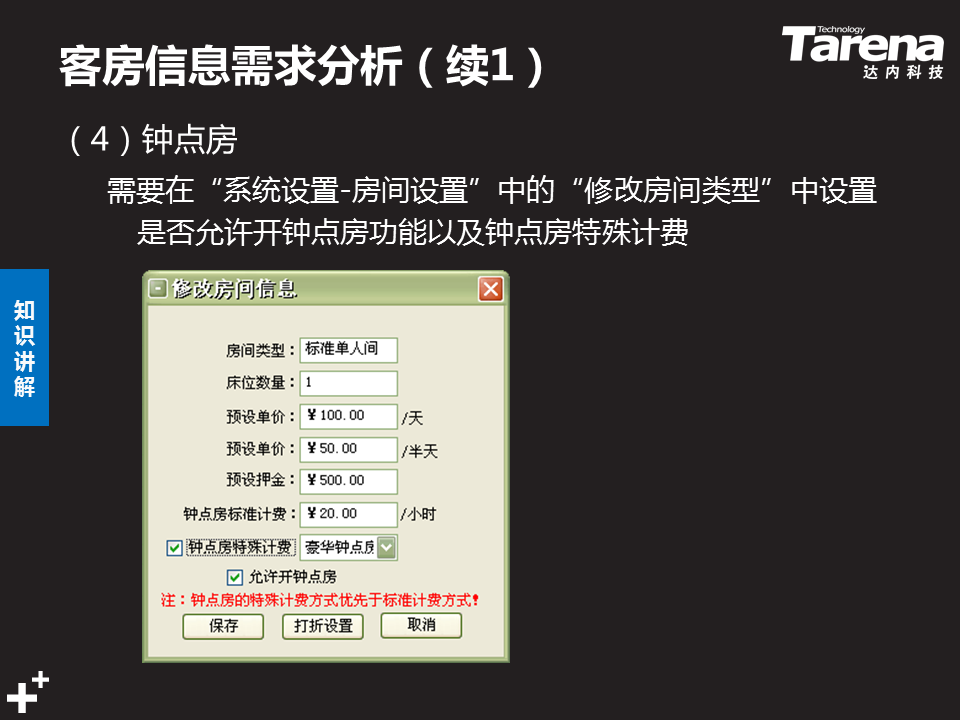 客房信息需求分析（续1）
Technology
Tarena
达内科技
（4）钟点房
需要在“系统设置-房间设置”中的“修改房间类型”中设置
是否允许开钟点房功能以及钟点房特殊计费
知识讲解
修改房间信息
房间类型：标准单人间
床位数量：1
预设单价：￥100.00 /天
预设单价：￥50.00 /半天
预设押金：￥500.00
钟点房标准计费：￥20.00 /小时
钟点房特殊计费 豪华钟点房
允许开钟点房
注：钟点房的特殊计费方式优先于标准计费方式！
保存 打折设置 取消